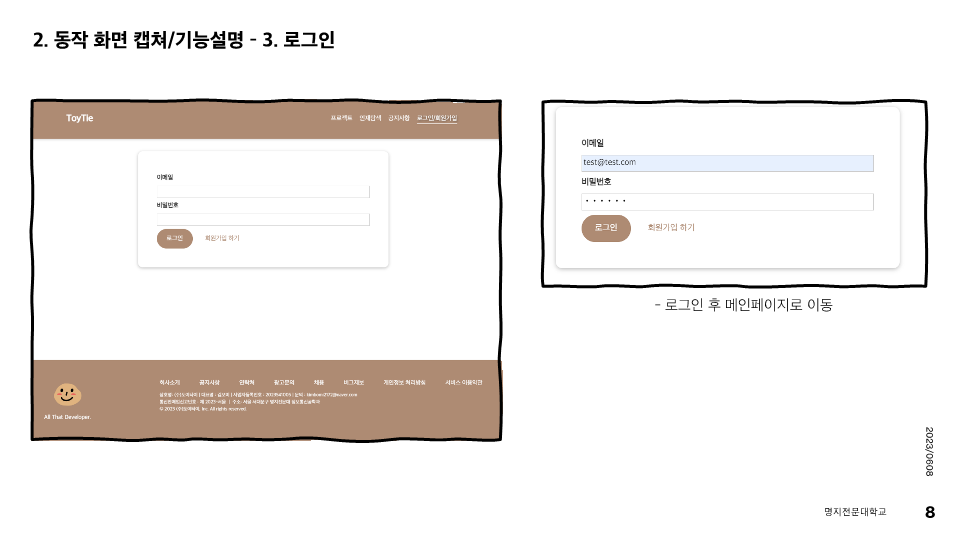 2. 동작 화면 캡쳐/기능설명 - 3. 로그인
ToyTie
프로젝트 인재탐색 공지사항 로그인/회원가입
이메일
비밀번호
로그인 회원가입 하기
회사소개 공지사항 연락처 광고문의 채용 버그제보 개인정보 처리방침 서비스 이용약관
All That Developer.
이메일
test@test.com
비밀번호
• • • • • •
로그인 회원가입 하기
- 로그인 후 메인페이지로 이동
2023/0608
명지전문대학교 8